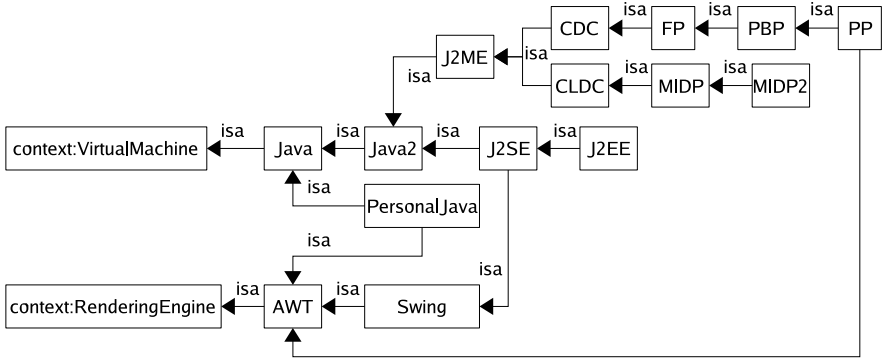 CDC isa FP isa PBP isa PP
J2ME isa
isa
CLDC isa MIDP isa MIDP2
context:VirtualMachine isa Java isa Java2 isa J2SE isa J2EE
isa PersonalJava
isa
isa
context:RenderingEngine isa AWT isa Swing